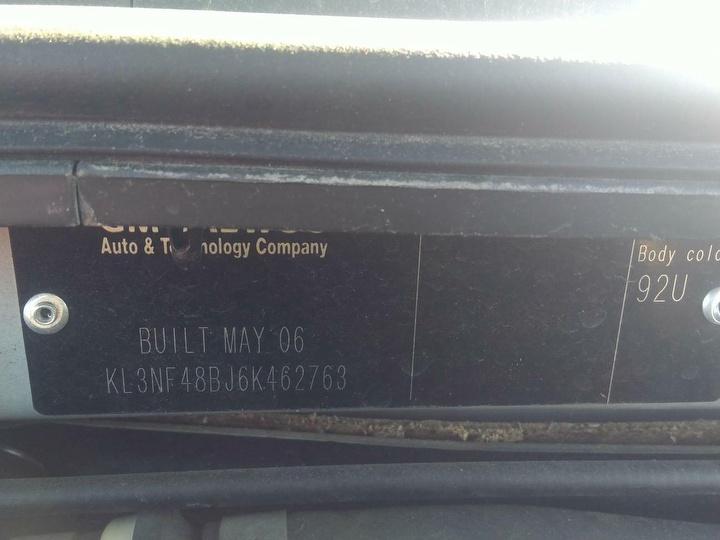 Auto & Technology Company
Body colo
92U
BUILT MAY 06
KL3NF48BJ6K462763